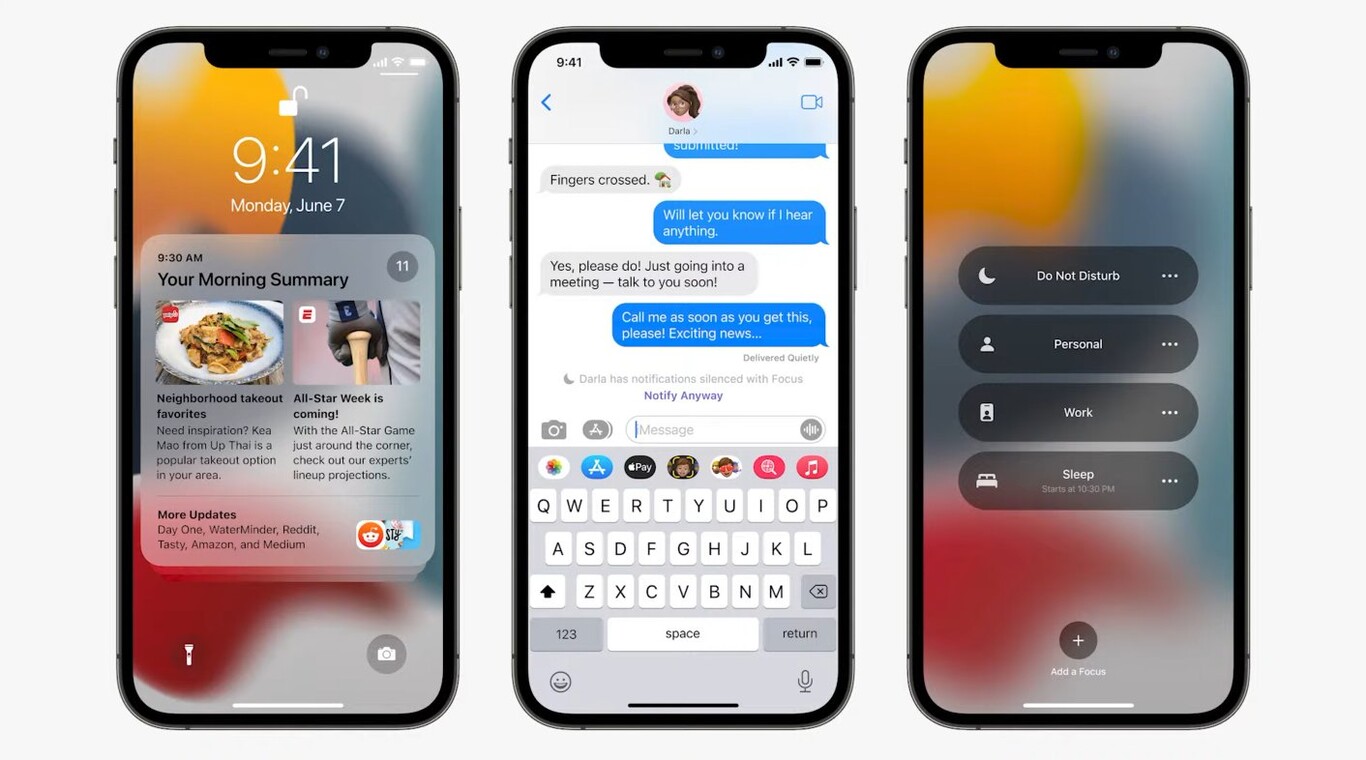 9:41
Monday, June 7
9:30 AM
Your Morning Summary
11
Neighborhood takeout
favorites
Need inspiration? Kea
Mao from Up Thai is a
popular takeout option
in your area.
All-Star Week is
coming!
With the All-Star Game
just around the corner,
check out our experts'
lineup projections.
More Updates
Day One, WaterMinder, Reddit,
Tasty, Amazon, and Medium
9:41
Darla
submitted!
Fingers crossed. 🏡
Will let you know if I hear
anything.
Yes, please do! Just going into a
meeting — talk to you soon!
Call me as soon as you get this,
please! Exciting news...
Delivered Quietly
Darla has notifications silenced with Focus
Notify Anyway
Message
Pay
Q W E R T Y U I O P
A S D F G H J K L
Z X C V B N M
123 space return
Do Not Disturb
Personal
Work
Sleep
Starts at 10:30 PM
Add a Focus